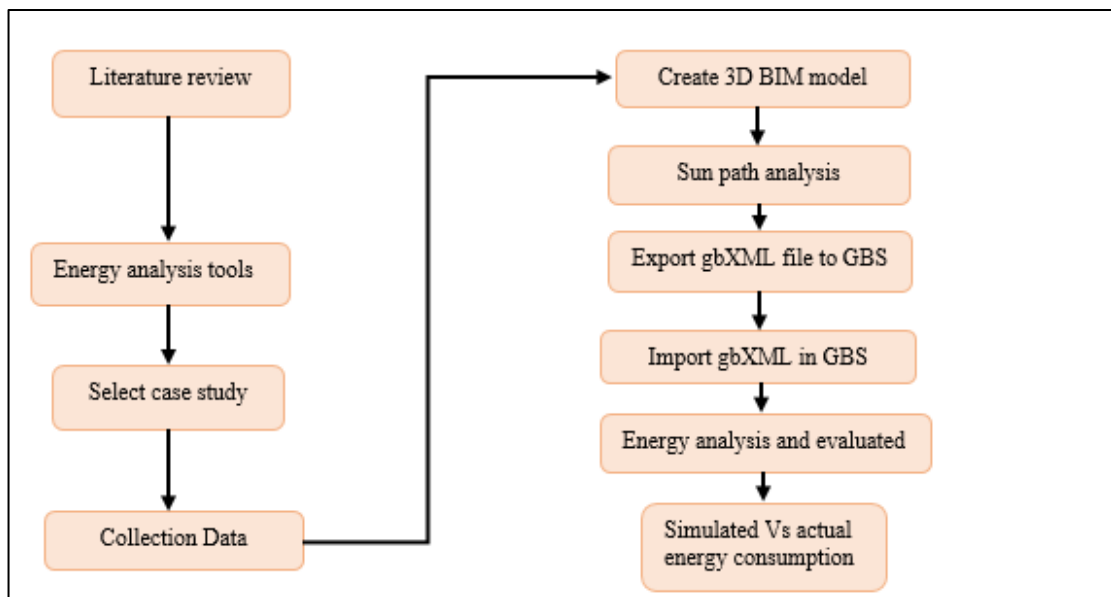 Literature review
Energy analysis tools
Select case study
Collection Data
Create 3D BIM model
Sun path analysis
Export gbXML file to GBS
Import gbXML in GBS
Energy analysis and evaluated
Simulated Vs actual
energy consumption